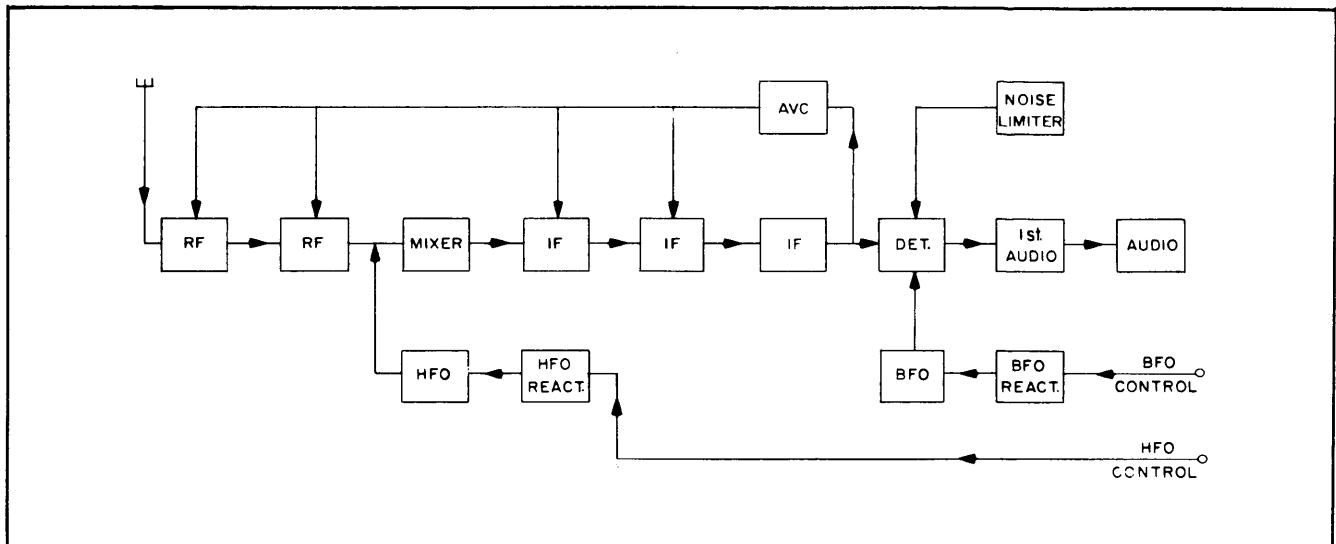 AVC
NOISE
LIMITER
RF
RF
MIXER
IF
IF
IF
DET.
1st.
AUDIO
AUDIO
HFO
HFO
REACT.
BFO
BFO
REACT.
BFO
CONTROL
HFO
CONTROL